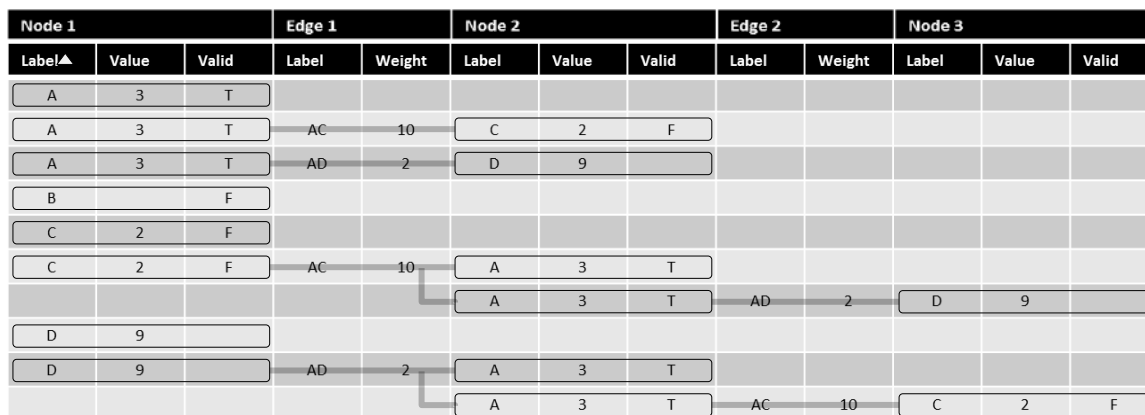 Node 1 Edge 1 Node 2 Edge 2 Node 3
Label▲ Value Valid Label Weight Label Value Valid Label Weight Label Value Valid
A 3 T
A 3 T AC 10 C 2 F
A 3 T AD 2 D 9
B F
C 2 F
C 2 F AC 10 A 3 T
A 3 T AD 2 D 9
D 9
D 9 AD 2 A 3 T
A 3 T AC 10 C 2 F